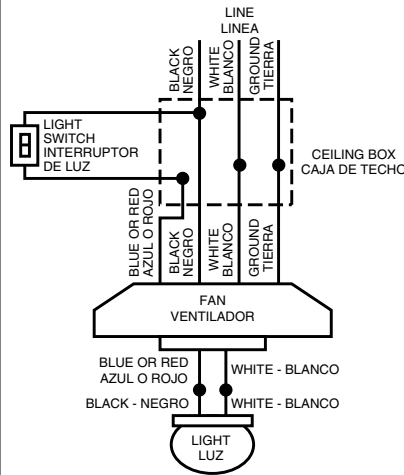 LINE
LINEA
BLACK
NEGRO
WHITE
BLANCO
GROUND
TIERRA
LIGHT
SWITCH
INTERRUPTOR
DE LUZ
CEILING BOX
CAJA DE TECHO
BLUE OR RED
AZUL O ROJO
BLACK
NEGRO
WHITE
BLANCO
GROUND
TIERRA
FAN
VENTILADOR
BLUE OR RED
AZUL O ROJO
WHITE - BLANCO
BLACK - NEGRO
WHITE - BLANCO
LIGHT
LUZ